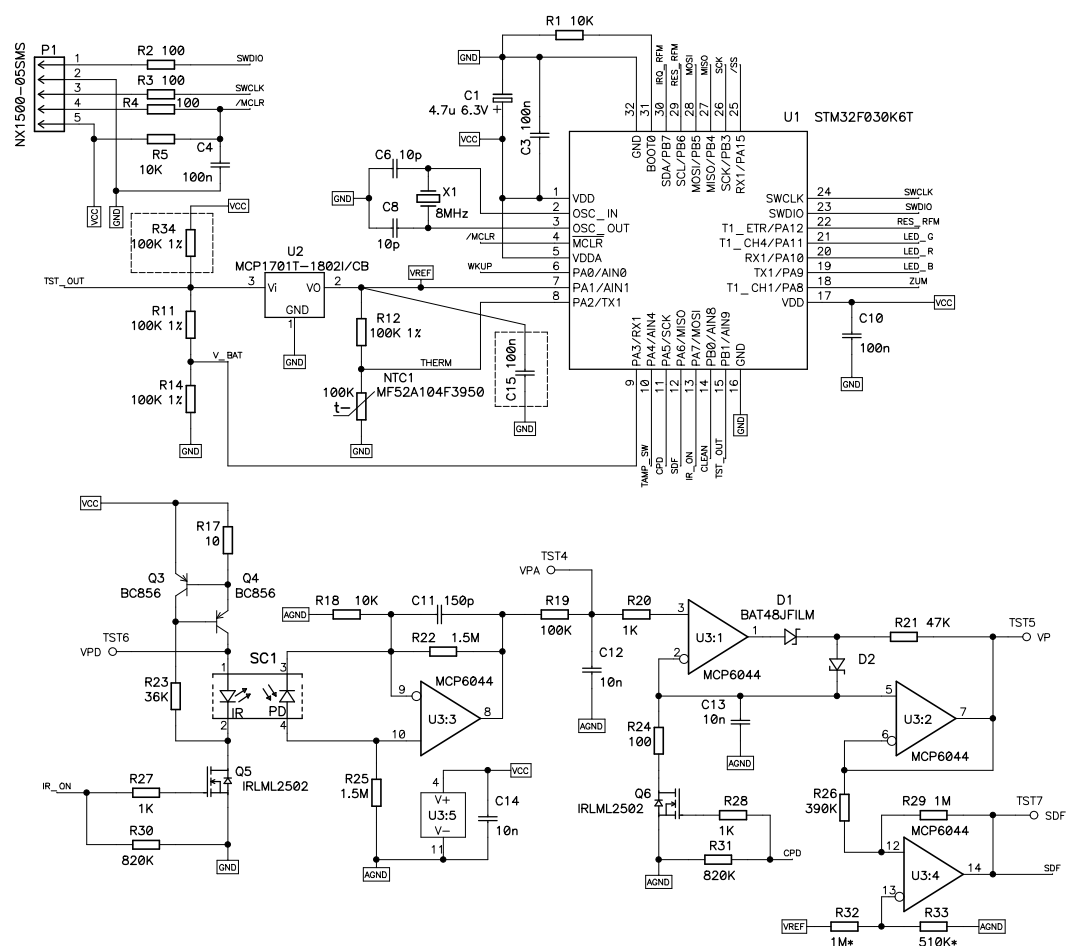 P1
NX1500-05SMS
1
2
3
4
5
R2 100
SWDIO
R3 100
SWCLK
R4 100
/MCLR
R5
10K
C4
100n
VCC
GND
R34
100K 1%
VCC
TST_OUT
U2
MCP1701T-1802I/CB
3
Vi
VO
2
GND
1
GND
R11
100K 1%
V_BAT
R14
100K 1%
GND
VREF
R12
100K 1%
THERM
NTC1
100K
MF52A104F3950
t-
GND
C15 100n
GND
R1 10K
GND
C1
4.7u 6.3V
+
VCC
C3 100n
C6 10p
GND
X1
8MHz
C8
10p
/MCLR
WKUP
U1 STM32F030K6T
IRQ_RFM
RES_RFM
MOSI
MISO
SCK
/SS
32
31
30
29
28
27
26
25
GND
BOOT0
SDA/PB7
SCL/PB6
MOSI/PB5
MISO/PB4
SCK/PB3
RX1/PA15
1
VDD
2
OSC_IN
3
OSC_OUT
4
MCLR
5
VDDA
6
PA0/AIN0
7
PA1/AIN1
8
PA2/TX1
SWCLK
24
SWCLK
SWDIO
23
SWDIO
T1_ETR/PA12
22
RES_RFM
T1_CH4/PA11
21
LED_G
RX1/PA10
20
LED_R
TX1/PA9
19
LED_B
T1_CH1/PA8
18
ZUM
VDD
17
VCC
C10
100n
GND
PA3/RX1
PA4/AIN4
PA5/SCK
PA6/MISO
PA7/MOSI
PB0/AIN8
PB1/AIN9
GND
9
10
11
12
13
14
15
16
TAMP_SW
CPD
SDF
IR_ON
CLEAN
TST_OUT
GND
VCC
R17
10
Q3
BC856
Q4
BC856
TST6
VPD
R23
36K
SC1
1
3
IR
PD
2
4
Q5
IRLML2502
IR_ON
R27
1K
R30
820K
GND
AGND
R18 10K
C11 150p
R22 1.5M
MCP6044
9
U3:3
8
10
R25
1.5M
VCC
4
V+
U3:5
V-
11
C14
10n
AGND
TST4
VPA
R19
100K
C12
10n
AGND
R20
1K
3
U3:1
1
2
MCP6044
D1
BAT48JFILM
R21 47K
TST5
VP
D2
C13
10n
AGND
R24
100
5
U3:2
7
6
MCP6044
Q6
IRLML2502
R28
1K
R31
820K
CPD
AGND
R26
390K
R29 1M
MCP6044
TST7
SDF
12
U3:4
14
13
SDF
VREF
R32
1M*
R33
510K*
AGND